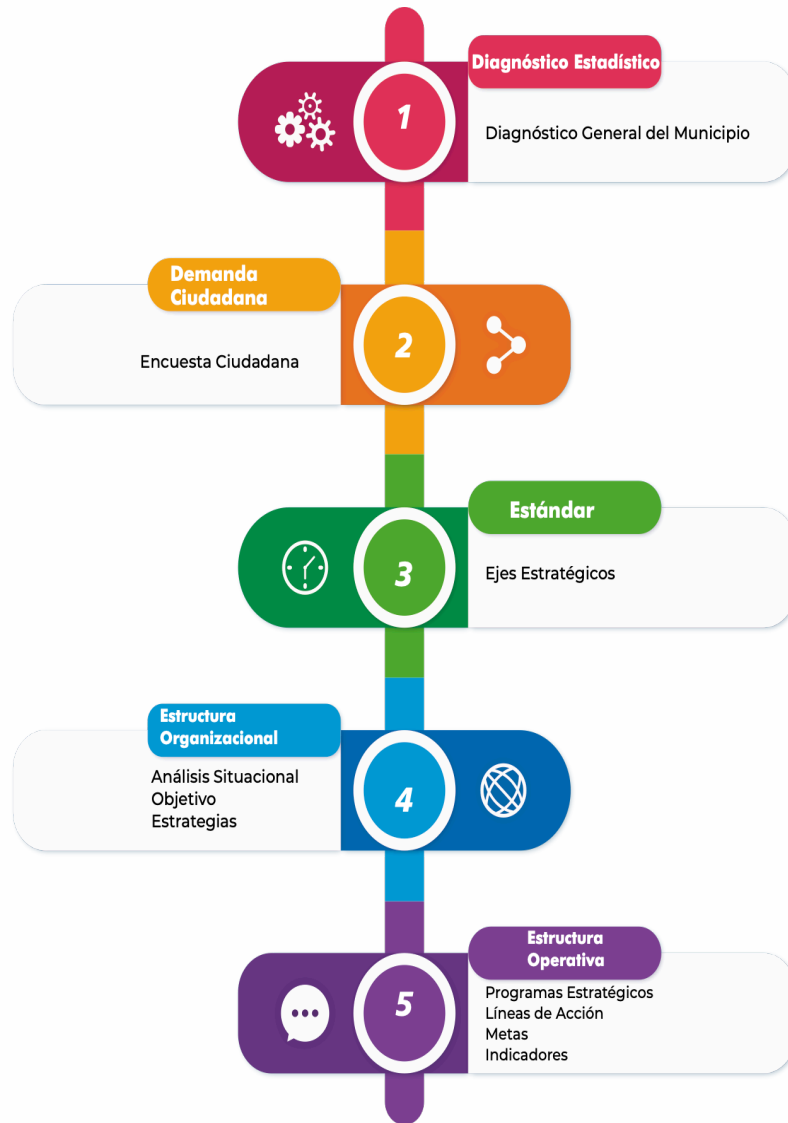 Diagnóstico Estadístico
1
Diagnóstico General del Municipio
Demanda
Ciudadana
2
Encuesta Ciudadana
Estándar
3
Ejes Estratégicos
Estructura
Organizacional
Análisis Situacional
Objetivo
Estrategias
4
Estructura
Operativa
5
Programas Estratégicos
Líneas de Acción
Metas
Indicadores